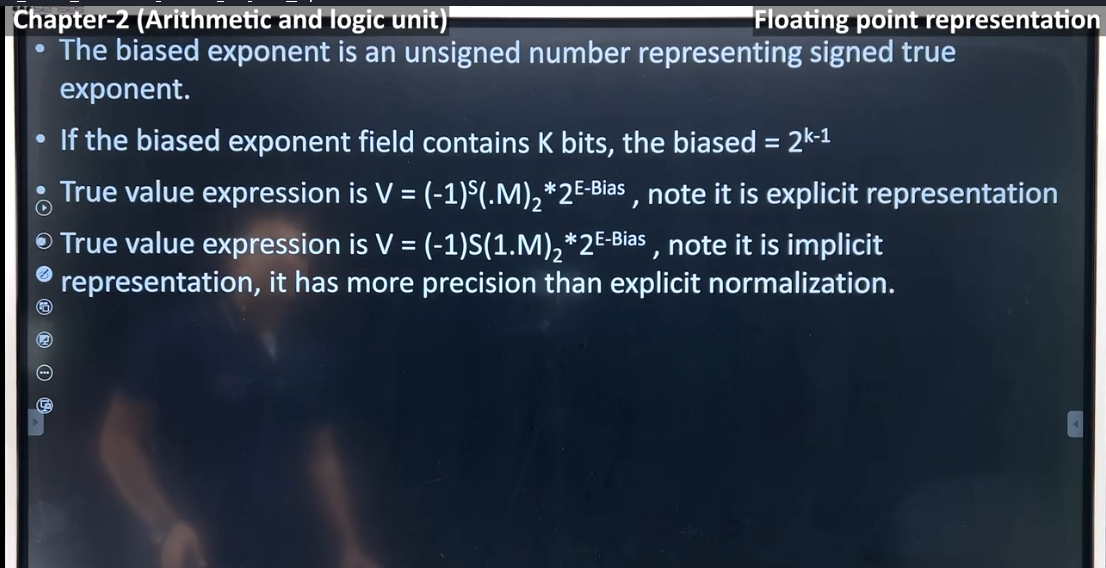 Chapter-2 (Arithmetic and logic unit)
Floating point representation
• The biased exponent is an unsigned number representing signed true
exponent.
• If the biased exponent field contains K bits, the biased = 2^{k-1}
• True value expression is V = (-1)^S(.M)₂*2^{E-Bias} , note it is explicit representation
• True value expression is V = (-1)S(1.M)₂*2^{E-Bias} , note it is implicit
representation, it has more precision than explicit normalization.